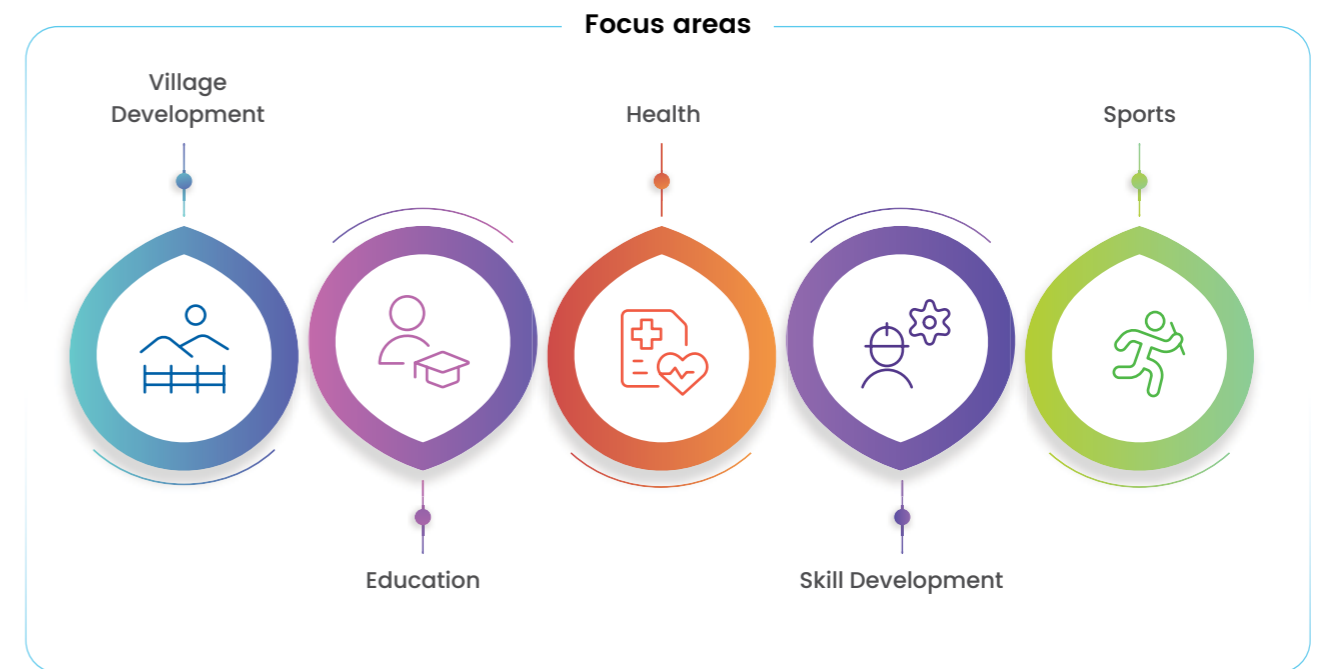 Focus areas
Village
Development
Education
Health
Skill Development
Sports